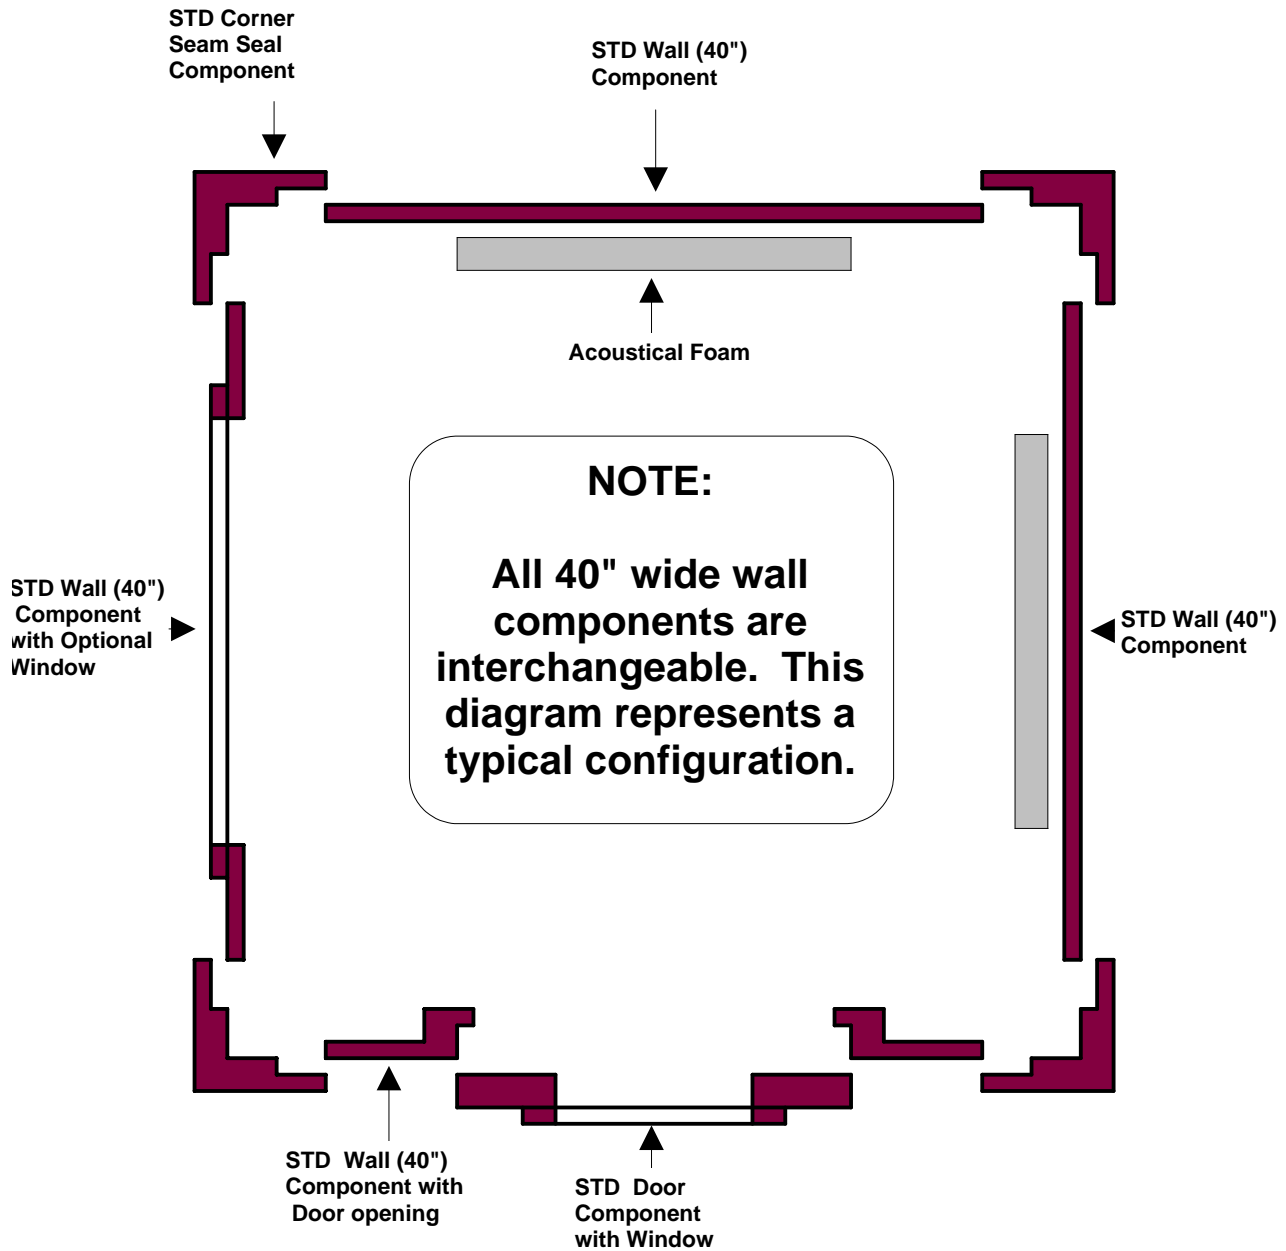 STD Corner
Seam Seal
Component
STD Wall (40")
Component
Acoustical Foam
NOTE:
All 40" wide wall
components are
interchangeable. This
diagram represents a
typical configuration.
STD Wall (40")
Component
with Optional
Window
STD Wall (40")
Component
STD Wall (40")
Component with
Door opening
STD Door
Component
with Window